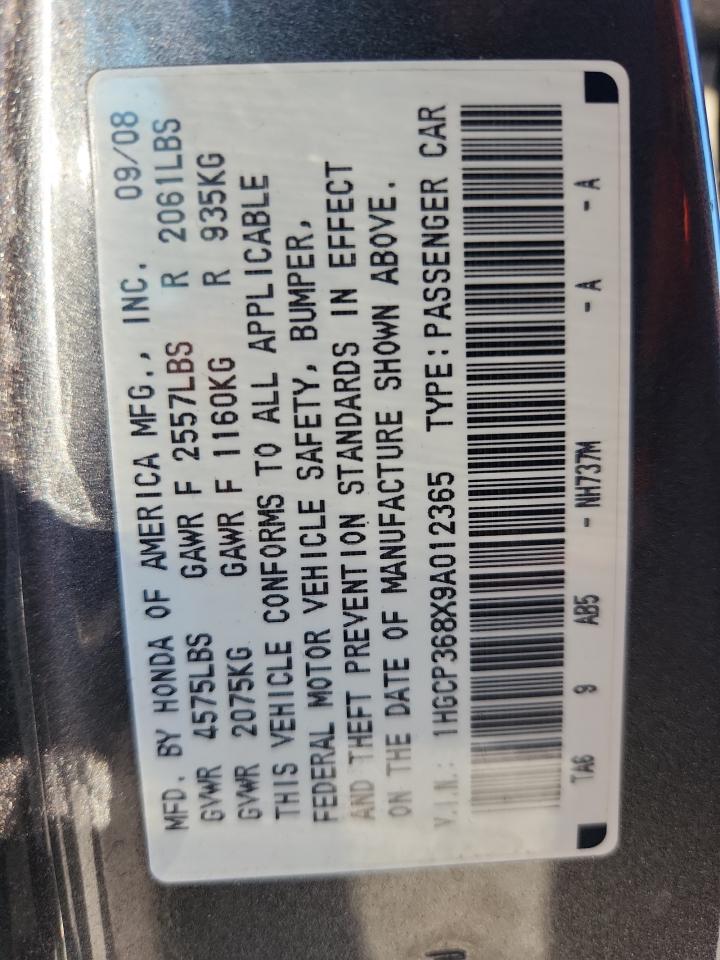 MFD. BY HONDA OF AMERICA MFG., INC. 09/08
GVWR 4575LBS GAWR F 2557LBS R 2061LBS
GVWR 2075KG GAWR F 1160KG R 935KG
THIS VEHICLE CONFORMS TO ALL APPLICABLE
FEDERAL MOTOR VEHICLE SAFETY, BUMPER,
AND THEFT PREVENTION STANDARDS IN EFFECT
ON THE DATE OF MANUFACTURE SHOWN ABOVE.
V.I.N.: 1HGCP368X9A012365 TYPE: PASSENGER CAR
TA6 9 AB5 - NH737M - A - A